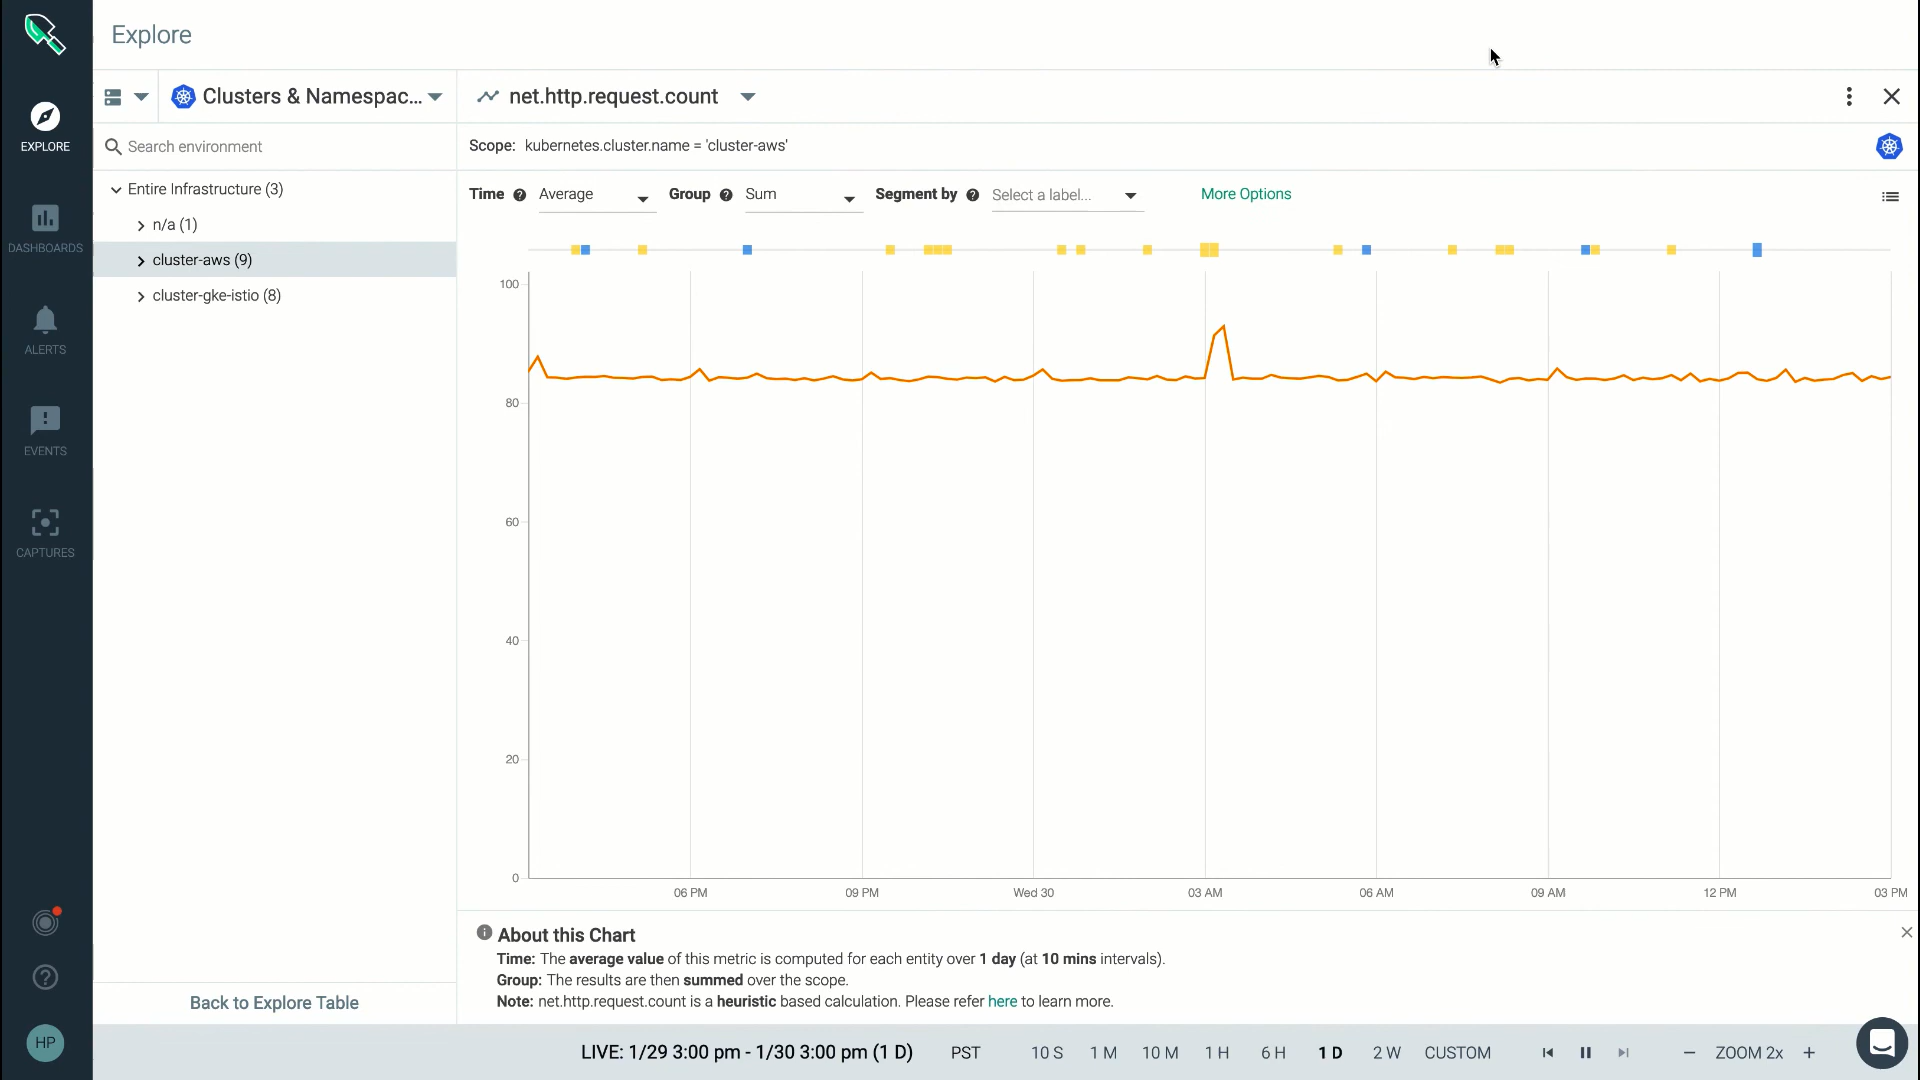 Explore
EXPLORE
DASHBOARDS
ALERTS
EVENTS
CAPTURES
HP
Clusters & Namespac...
Search environment
Entire Infrastructure (3)
n/a (1)
cluster-aws (9)
cluster-gke-istio (8)
Back to Explore Table
net.http.request.count
Scope: kubernetes.cluster.name = 'cluster-aws'
Time Average Group Sum Segment by Select a label... More Options
100
80
60
40
20
0
06 PM 09 PM Wed 30 03 AM 06 AM 09 AM 12 PM 03 PM
About this Chart
Time: The average value of this metric is computed for each entity over 1 day (at 10 mins intervals).
Group: The results are then summed over the scope.
Note: net.http.request.count is a heuristic based calculation. Please refer here to learn more.
LIVE: 1/29 3:00 pm - 1/30 3:00 pm (1 D) PST 10 S 1 M 10 M 1 H 6 H 1 D 2 W CUSTOM ZOOM 2x